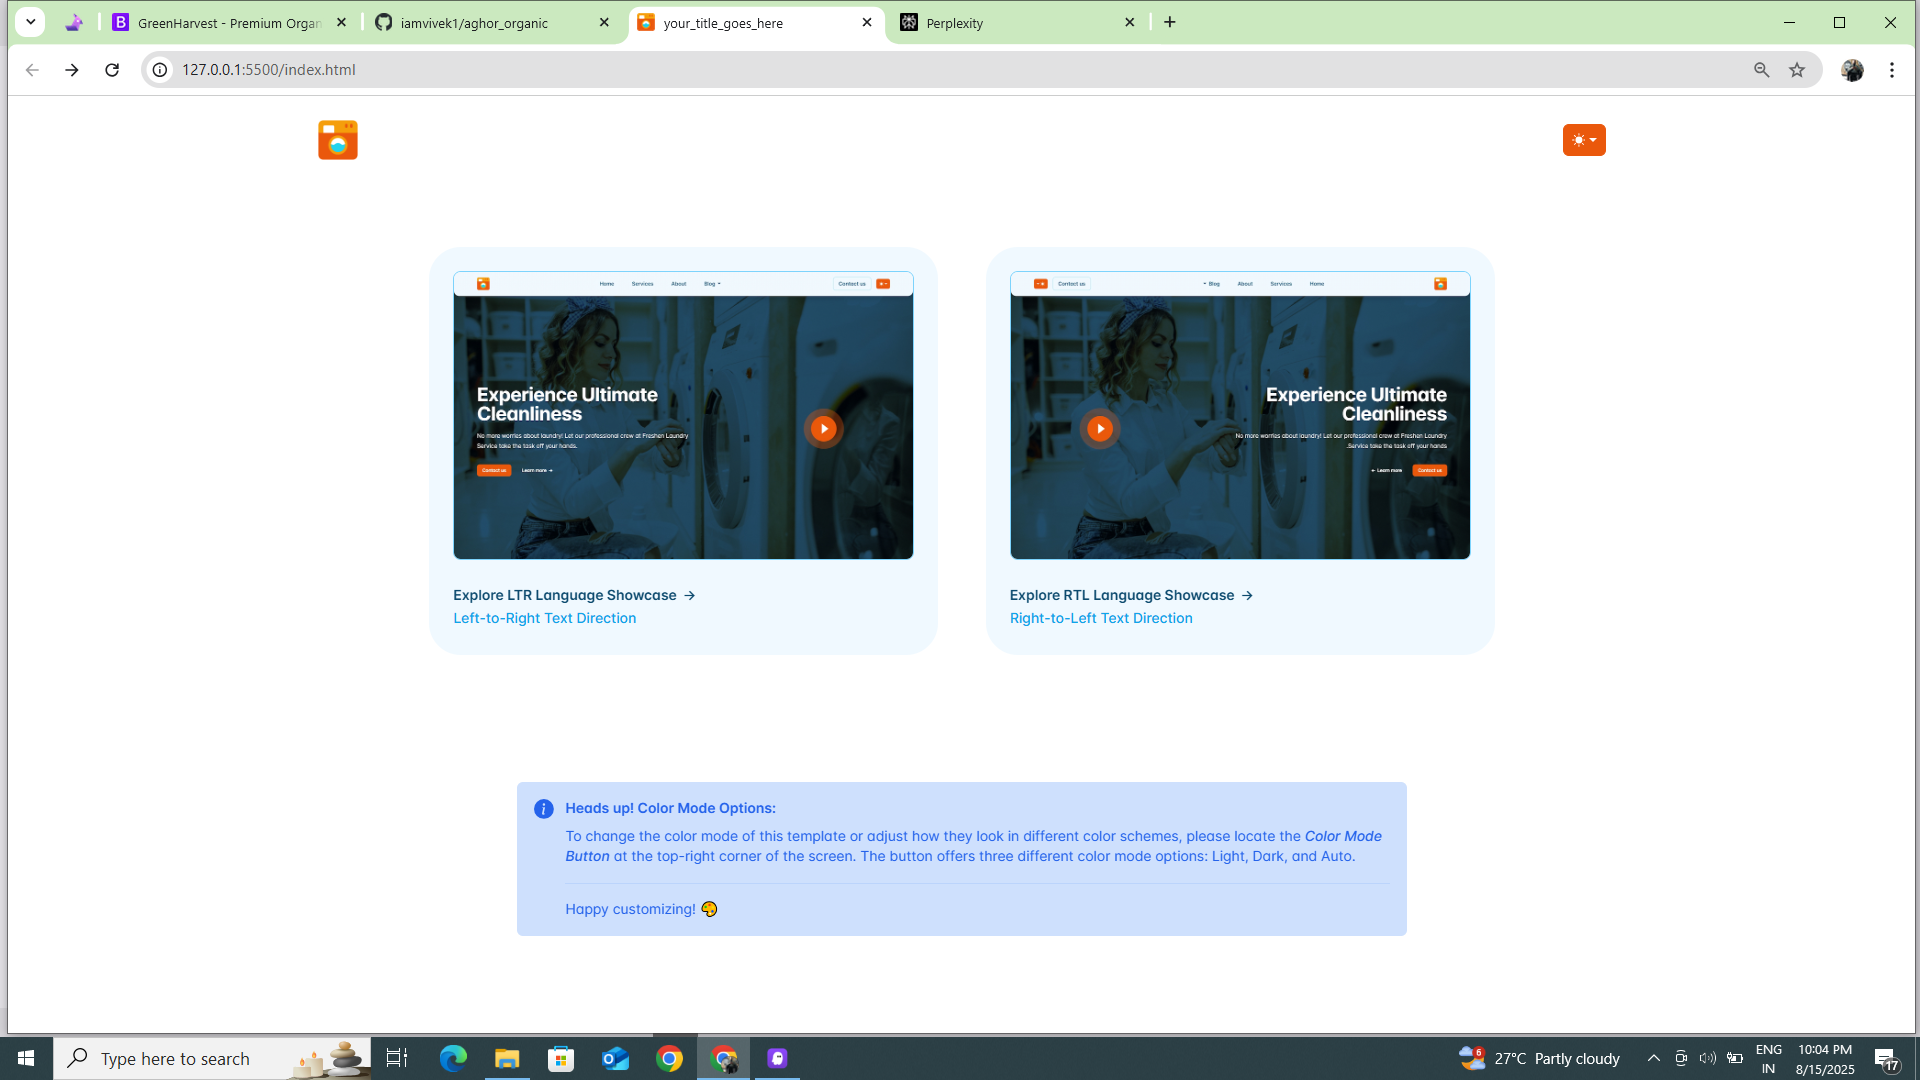 GreenHarvest - Premium Organ
iamvivek1/aghor_organic
your_title_goes_here
Perplexity
127.0.0.1:5500/index.html
Home Services About Blog Contact us
Experience Ultimate
Cleanliness
No more worries about laundry! Let our professional crew at Freshen Laundry
Service take the task off your hands.
Contact us Learn more →
Explore LTR Language Showcase →
Left-to-Right Text Direction
Contact us Blog About Services Home
Experience Ultimate
Cleanliness
No more worries about laundry! Let our professional crew at Freshen Laundry
.Service take the task off your hands
← Learn more Contact us
Explore RTL Language Showcase →
Right-to-Left Text Direction
Heads up! Color Mode Options:
To change the color mode of this template or adjust how they look in different color schemes, please locate the Color Mode
Button at the top-right corner of the screen. The button offers three different color mode options: Light, Dark, and Auto.
Happy customizing! 🎨
Type here to search
6
27°C Partly cloudy
ENG
IN
10:04 PM
8/15/2025
17